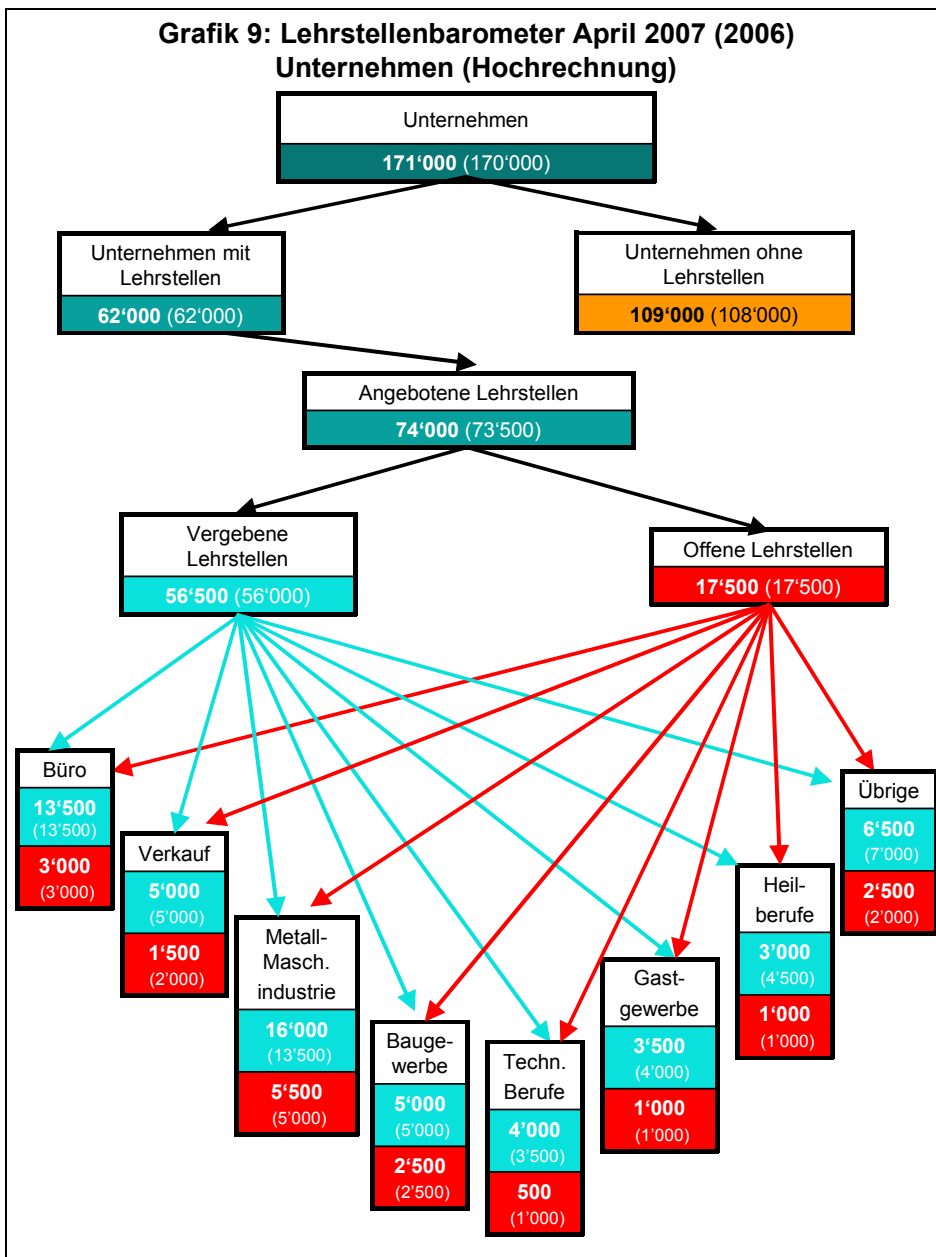 Grafik 9: Lehrstellenbarometer April 2007 (2006)
Unternehmen (Hochrechnung)
Unternehmen
171‘000 (170‘000)
Unternehmen mit
Lehrstellen
62‘000 (62‘000)
Unternehmen ohne
Lehrstellen
109‘000 (108‘000)
Angebotene Lehrstellen
74‘000 (73‘500)
Vergebene
Lehrstellen
56‘500 (56‘000)
Offene Lehrstellen
17‘500 (17‘500)
Büro
13‘500
(13’500)
3‘000
(3’000)
Verkauf
5‘000
(5’000)
1‘500
(2’000)
Metall-
Masch.
industrie
16‘000
(13’500)
5‘500
(5’000)
Bauge-
werbe
5‘000
(5’000)
2‘500
(2’500)
Techn.
Berufe
4’000
(3’500)
500
(1’000)
Gast-
gewerbe
3‘500
(4’000)
1‘000
(1’000)
Heil-
berufe
3‘000
(4’500)
1‘000
(1’000)
Übrige
6‘500
(7’000)
2‘500
(2’000)